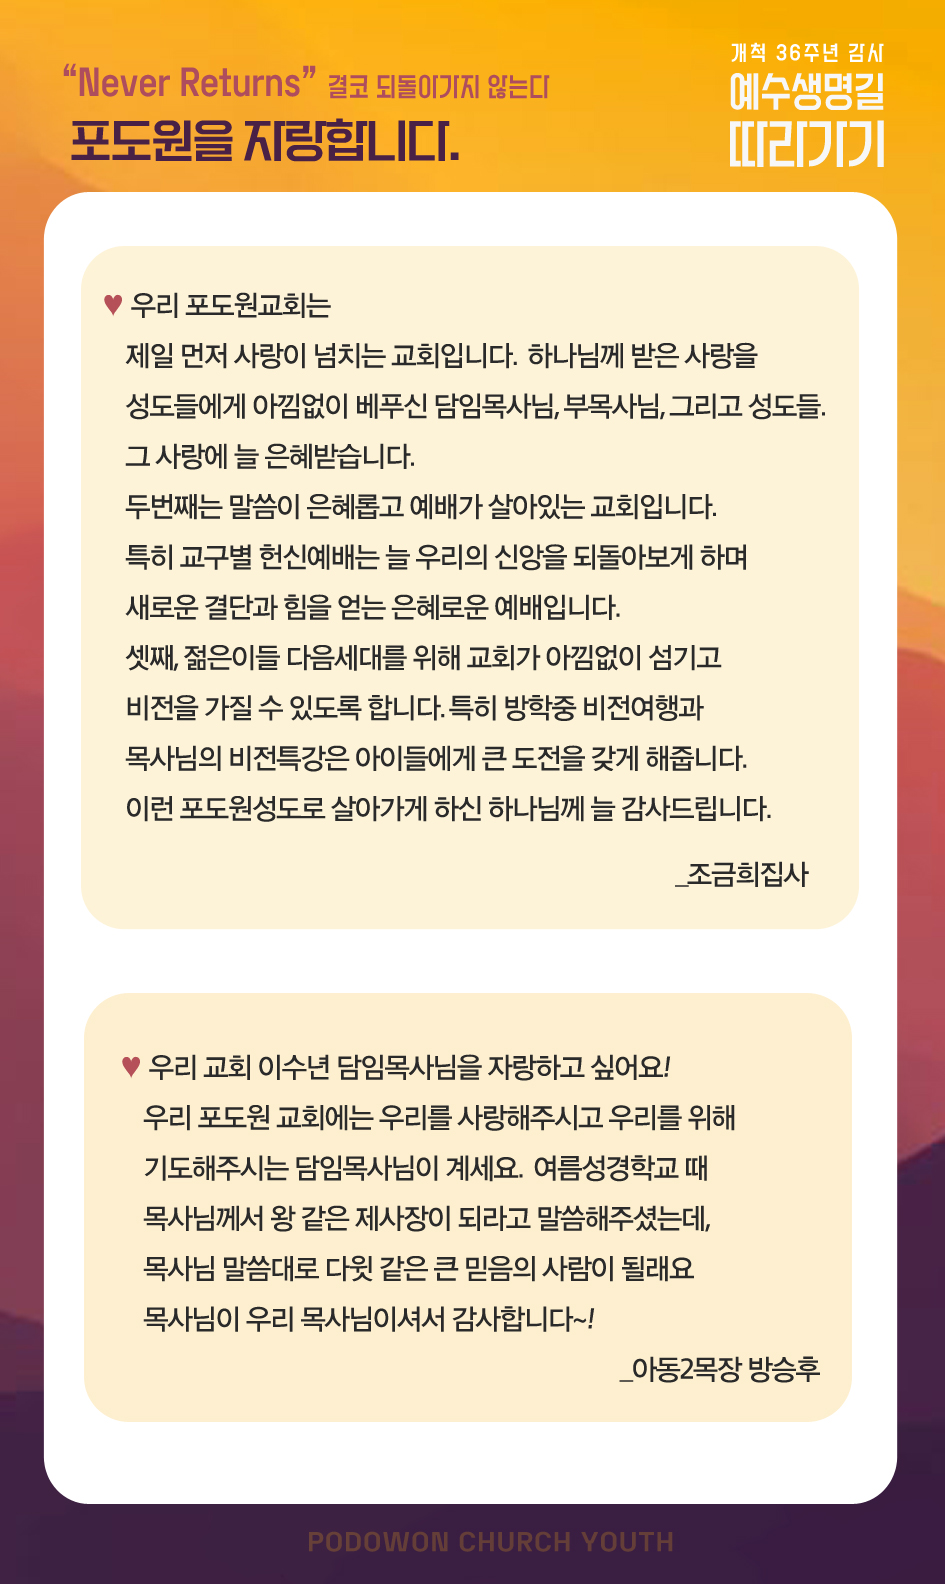 “Never Returns” 결코 되돌아가지 않는다
포도원을 자랑합니다.
개척 36주년 감사
예수생명길
따라가기
♥ 우리 포도원교회는
제일 먼저 사랑이 넘치는 교회입니다. 하나님께 받은 사랑을
성도들에게 아낌없이 베푸신 담임목사님, 부목사님, 그리고 성도들.
그 사랑에 늘 은혜받습니다.
두번째는 말씀이 은혜롭고 예배가 살아있는 교회입니다.
특히 교구별 헌신예배는 늘 우리의 신앙을 되돌아보게 하며
새로운 결단과 힘을 얻는 은혜로운 예배입니다.
셋째, 젊은이들 다음세대를 위해 교회가 아낌없이 섬기고
비전을 가질 수 있도록 합니다. 특히 방학중 비전여행과
목사님의 비전특강은 아이들에게 큰 도전을 갖게 해줍니다.
이런 포도원성도로 살아가게 하신 하나님께 늘 감사드립니다.
_조금희집사
♥ 우리 교회 이수년 담임목사님을 자랑하고 싶어요!
우리 포도원 교회에는 우리를 사랑해주시고 우리를 위해
기도해주시는 담임목사님이 계세요. 여름성경학교 때
목사님께서 왕 같은 제사장이 되라고 말씀해주셨는데,
목사님 말씀대로 다윗 같은 큰 믿음의 사람이 될래요
목사님이 우리 목사님이셔서 감사합니다~!
_아동2목장 방승후
PODOWON CHURCH YOUTH